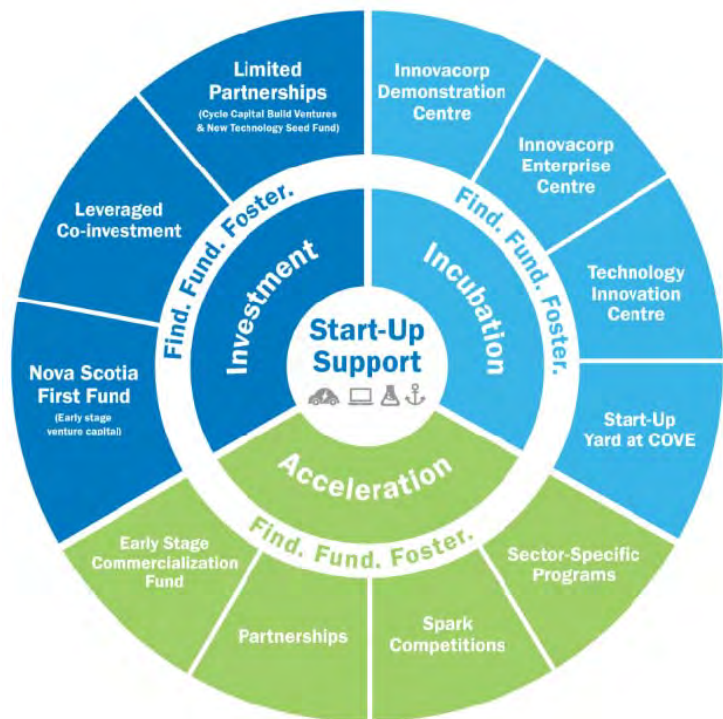 Start-Up
Support
Investment
Find. Fund. Foster.
Nova Scotia
First Fund
(Early stage
venture capital)
Leveraged
Co-investment
Limited
Partnerships
(Cycle Capital Build Ventures
& New Technology Seed Fund)
Incubation
Find. Fund. Foster.
Innovacorp
Demonstration
Centre
Innovacorp
Enterprise
Centre
Technology
Innovation
Centre
Start-Up
Yard at COVE
Acceleration
Find. Fund. Foster.
Sector-Specific
Programs
Spark
Competitions
Partnerships
Early Stage
Commercialization
Fund